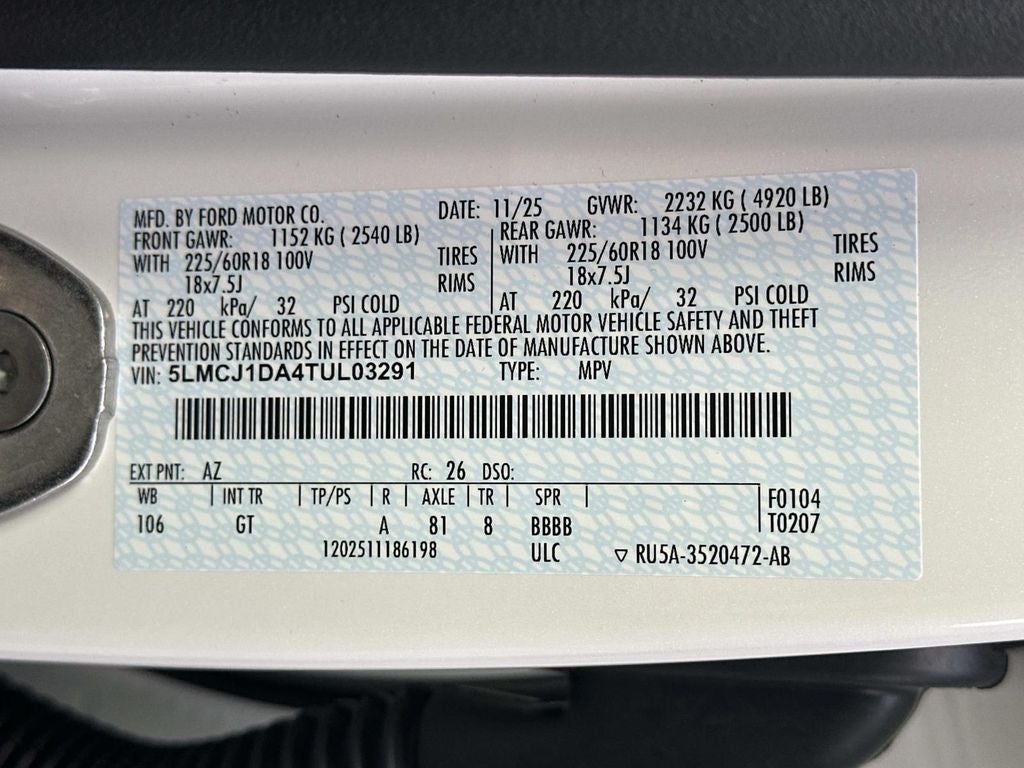 MFD. BY FORD MOTOR CO. DATE: 11/25 GVWR: 2232 KG ( 4920 LB)
FRONT GAWR: 1152 KG ( 2540 LB) REAR GAWR: 1134 KG ( 2500 LB)
WITH 225/60R18 100V TIRES WITH 225/60R18 100V TIRES
18x7.5J RIMS 18x7.5J RIMS
AT 220 kPa/ 32 PSI COLD AT 220 kPa/ 32 PSI COLD
THIS VEHICLE CONFORMS TO ALL APPLICABLE FEDERAL MOTOR VEHICLE SAFETY AND THEFT
PREVENTION STANDARDS IN EFFECT ON THE DATE OF MANUFACTURE SHOWN ABOVE.
VIN: 5LMCJ1DA4TUL03291 TYPE: MPV
EXT PNT: AZ RC: 26 DSO:
WB INT TR TP/PS R AXLE TR SPR F0104
106 GT A 81 8 BBBB T0207
1202511186198 ULC ▽ RU5A-3520472-AB